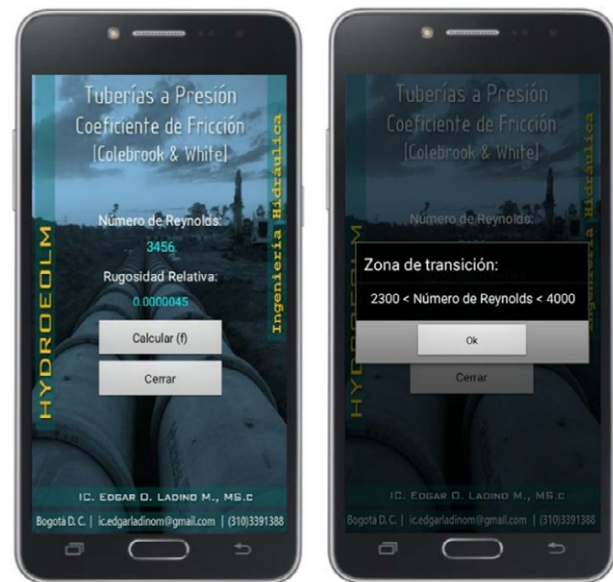 Tuberías a Presión
Coeficiente de Fricción
[Colebrook & White]
HYDROEOLM
Ingeniería Hidráulica
Número de Reynolds:
3456
Rugosidad Relativa:
0.0000045
Calcular (f)
Cerrar
IC. EDGAR O. LADINO M., MS.C
Bogotá D. C. | ic.edgarladinom@gmail.com | (310)3391388
Tuberías a Presión
Coeficiente de Fricción
[Colebrook & White]
HYDROEOLM
Ingeniería Hidráulica
Número de Reynolds:
Zona de transición:
2300 < Número de Reynolds < 4000
Ok
Cerrar
IC. EDGAR O. LADINO M., MS.C
Bogotá D. C. | ic.edgarladinom@gmail.com | (310)3391388